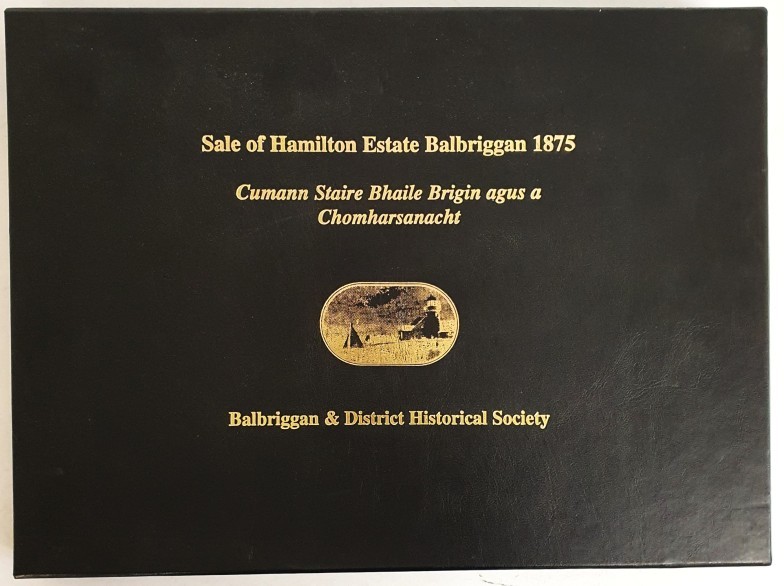 Sale of Hamilton Estate Balbriggan 1875
Cumann Staire Bhaile Brigin agus a
Chomharsanacht
Balbriggan & District Historical Society